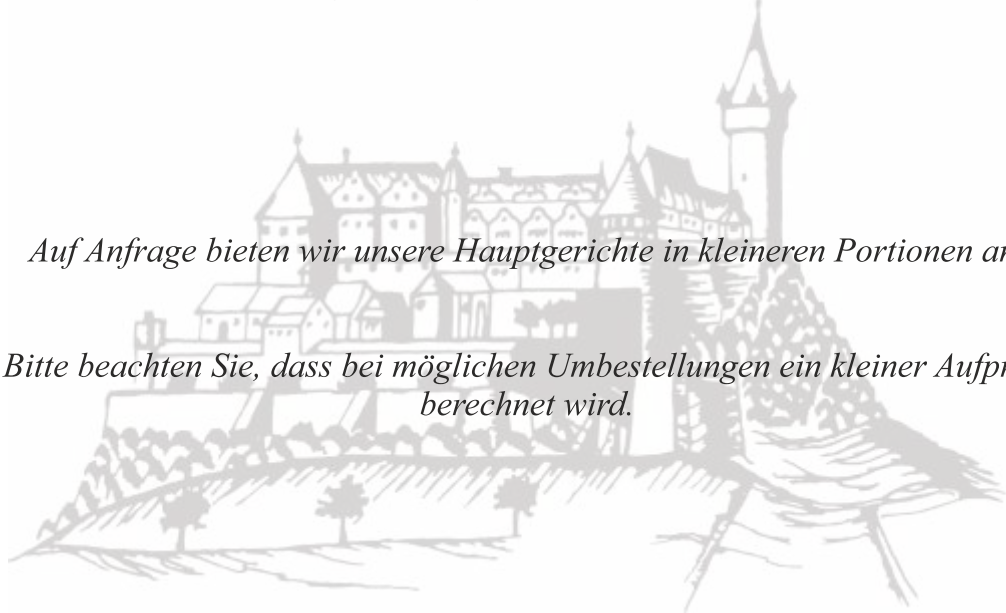 Auf Anfrage bieten wir unsere Hauptgerichte in kleineren Portionen
Bitte beachten Sie, dass bei möglichen Umbestellungen ein kleiner
berechnet wird.